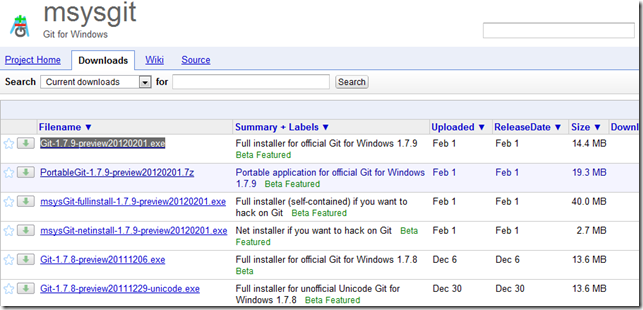 msysgit
Git for Windows
Project Home Downloads Wiki Source
Search Current downloads for Search
Filename ▼ Summary + Labels ▼ Uploaded ▼ ReleaseDate ▼ Size ▼ Downl
Git-1.7.9-preview20120201.exe Full installer for official Git for Windows 1.7.9 Feb 1 Feb 1 14.4 MB
Beta Featured
PortableGit-1.7.9-preview20120201.7z Portable application for official Git for Windows Feb 1 Feb 1 19.3 MB
1.7.9 Beta Featured
msysGit-fullinstall-1.7.9-preview20120201.exe Full installer (self-contained) if you want to Feb 1 Feb 1 40.0 MB
hack on Git Beta Featured
msysGit-netinstall-1.7.9-preview20120201.exe Net installer if you want to hack on Git Beta Feb 1 Feb 1 2.7 MB
Featured
Git-1.7.8-preview20111206.exe Full installer for official Git for Windows 1.7.8 Dec 6 Dec 6 13.6 MB
Beta
Git-1.7.8-preview20111229-unicode.exe Full installer for unofficial Unicode Git for Dec 30 Dec 30 13.6 MB
Windows 1.7.8 Beta Featured